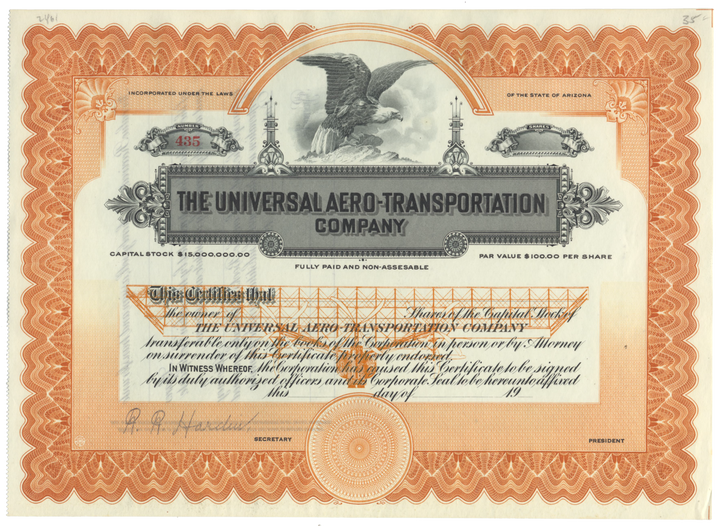 2461
35-
INCORPORATED UNDER THE LAWS
OF THE STATE OF ARIZONA
NUMBER
435
SHARES
THE UNIVERSAL AERO-TRANSPORTATION
COMPANY
CAPITAL STOCK $15,000,000.00
PAR VALUE $100.00 PER SHARE
FULLY PAID AND NON-ASSESABLE
This Certifies that
the owner of Shares of the Capital Stock of
THE UNIVERSAL AERO-TRANSPORTATION COMPANY
transferable only on the books of the Corporation in person or by Attorney
on surrender of this Certificate properly endorsed.
IN WITNESS WHEREOF, the Corporation has caused this Certificate to be signed
by its duly authorized officers and its Corporate Seal to be hereunto affixed
this day of 19
R. R. Hardin
SECRETARY
PRESIDENT